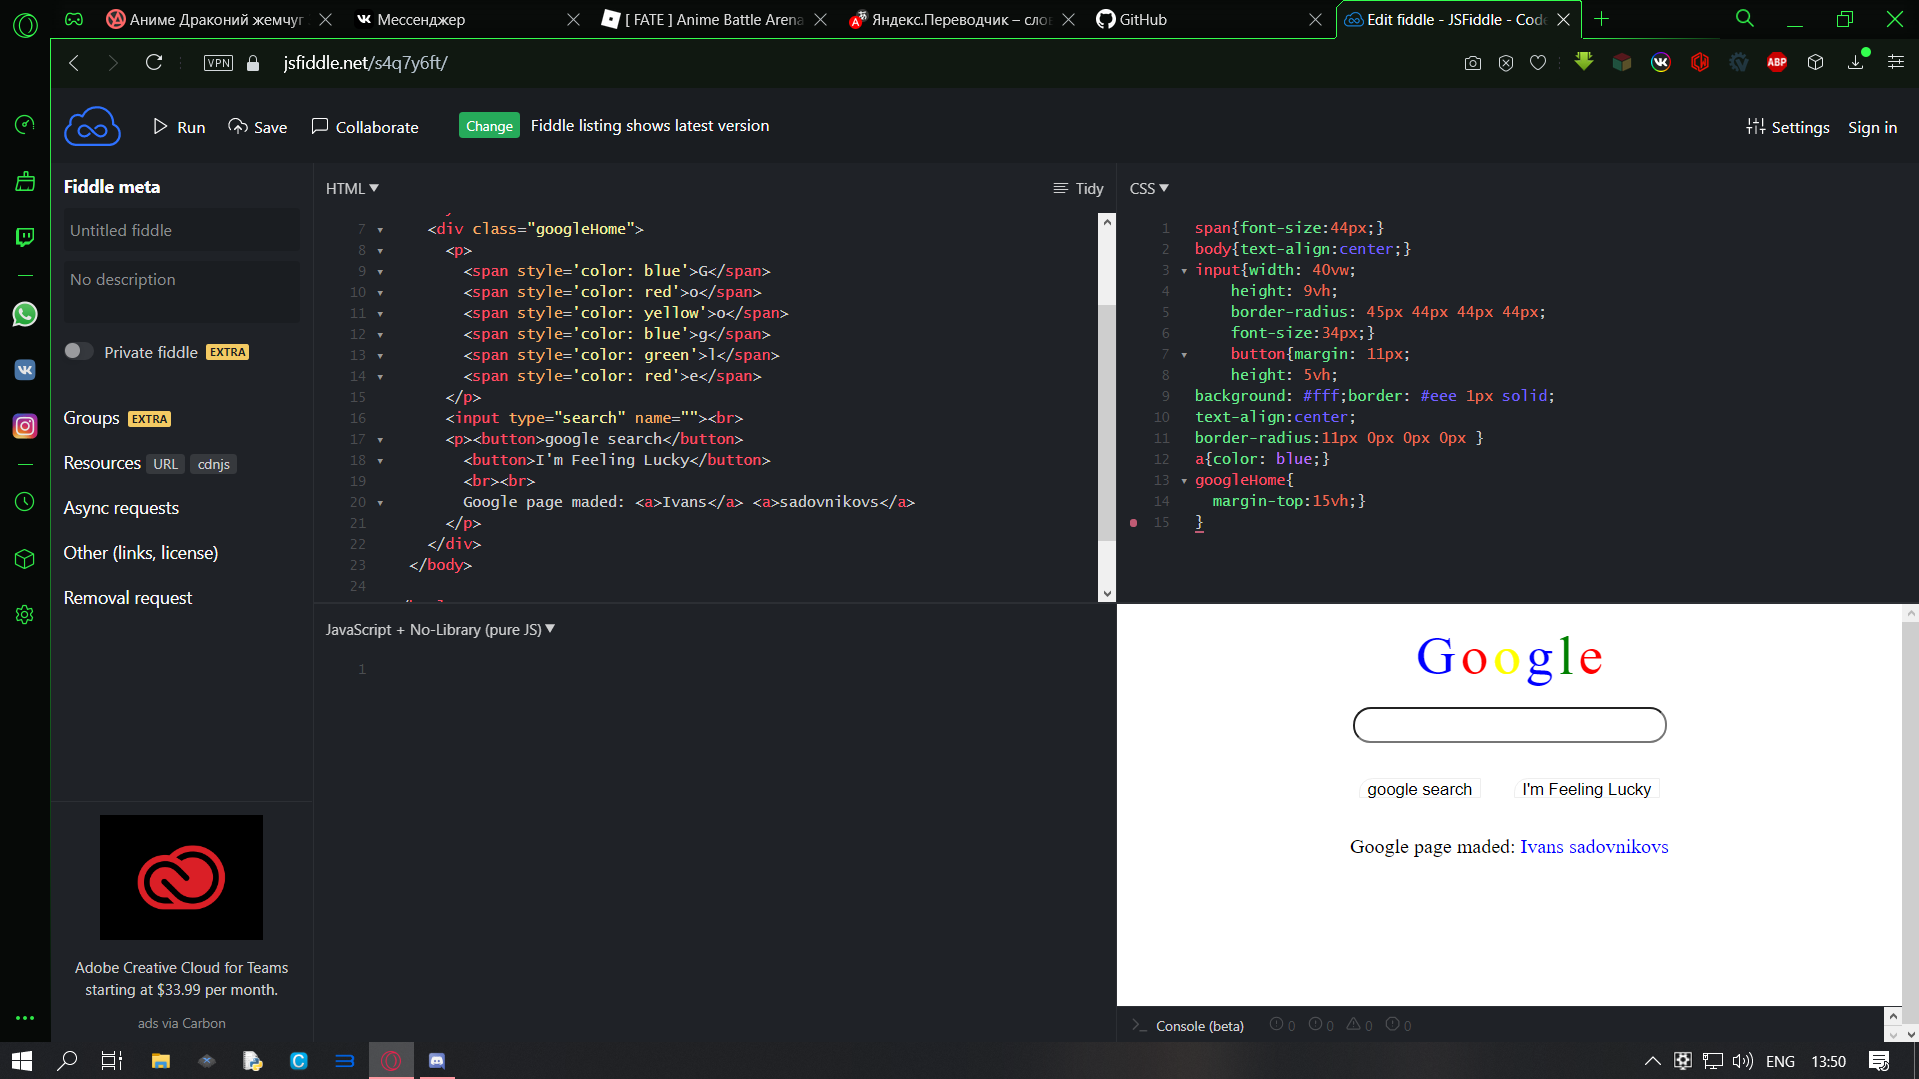 Аниме Драконий жемчуг
Мессенджер
[ FATE ] Anime Battle Arena
Яндекс.Переводчик – сло
GitHub
Edit fiddle - JSFiddle - Code
VPN
jsfiddle.net/s4q7y6ft/
ABP
Run
Save
Collaborate
Change
Fiddle listing shows latest version
Settings
Sign in
Fiddle meta
Untitled fiddle
No description
Private fiddle EXTRA
Groups EXTRA
Resources URL cdnjs
Async requests
Other (links, license)
Removal request
Adobe Creative Cloud for Teams
starting at $33.99 per month.
ads via Carbon
HTML
Tidy
7 <div class="googleHome">
8 <p>
9 <span style='color: blue'>G</span>
10 <span style='color: red'>o</span>
11 <span style='color: yellow'>o</span>
12 <span style='color: blue'>g</span>
13 <span style='color: green'>l</span>
14 <span style='color: red'>e</span>
15 </p>
16 <input type="search" name=""><br>
17 <p><button>google search</button>
18 <button>I'm Feeling Lucky</button>
19 <br><br>
20 Google page maded: <a>Ivans</a> <a>sadovnikovs</a>
21 </p>
22 </div>
23 </body>
24
CSS
1 span{font-size:44px;}
2 body{text-align:center;}
3 input{width: 40vw;
4 height: 9vh;
5 border-radius: 45px 44px 44px 44px;
6 font-size:34px;}
7 button{margin: 11px;
8 height: 5vh;
9 background: #fff;border: #eee 1px solid;
10 text-align:center;
11 border-radius:11px 0px 0px 0px }
12 a{color: blue;}
13 googleHome{
14 margin-top:15vh;}
15 }
JavaScript + No-Library (pure JS)
1
Google
google search
I'm Feeling Lucky
Google page maded: Ivans sadovnikovs
>_ Console (beta)
0 0 0 0
ENG
13:50